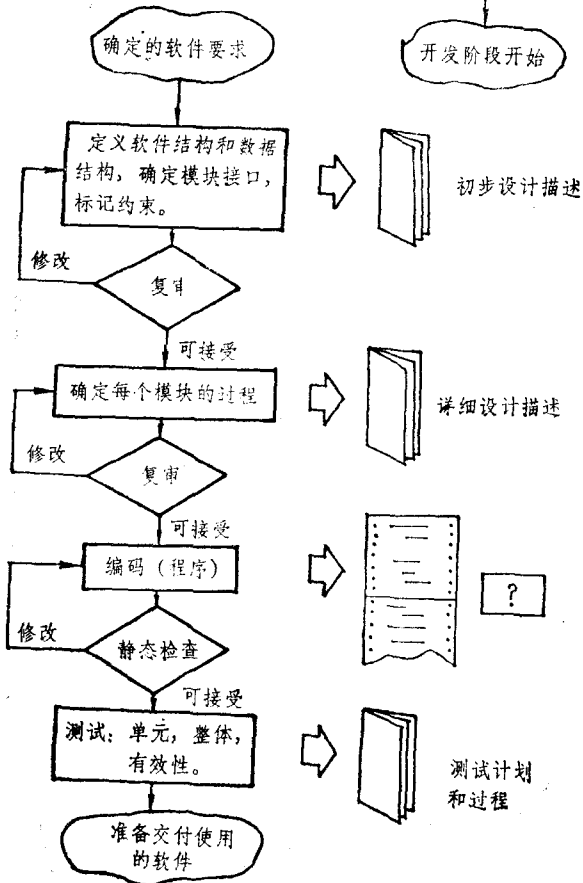 确定的软件要求
开发阶段开始
定义软件结构和数据
结构，确定模块接口，
标记约束。
初步设计描述
修改
复审
可接受
确定每个模块的过程
详细设计描述
修改
复审
可接受
编码（程序）
?
修改
静态检查
可接受
测试：单元，整体，
有效性。
测试计划
和过程
准备交付使用
的软件